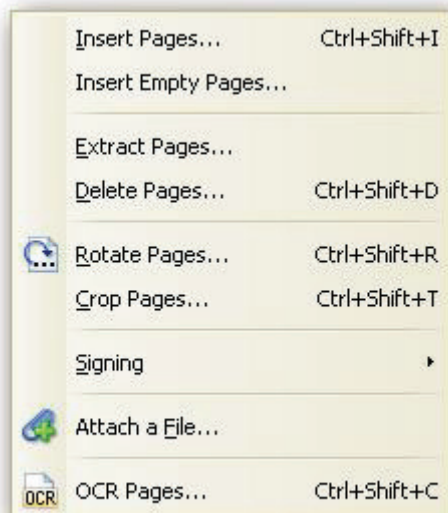 Insert Pages... Ctrl+Shift+I
Insert Empty Pages...
Extract Pages...
Delete Pages... Ctrl+Shift+D
Rotate Pages... Ctrl+Shift+R
Crop Pages... Ctrl+Shift+T
Signing
Attach a File...
OCR OCR Pages... Ctrl+Shift+C